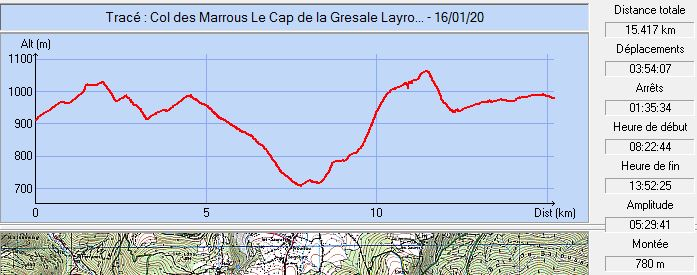 Tracé : Col des Marrous Le Cap de la Gresale Layro... - 16/01/20
Alt (m)
1100
1000
900
800
700
0
5
10
Dist (km)
Distance totale
15.417 km
Déplacements
03:54:07
Arrêts
01:35:34
Heure de début
08:22:44
Heure de fin
13:52:25
Amplitude
05:29:41
Montée
780 m